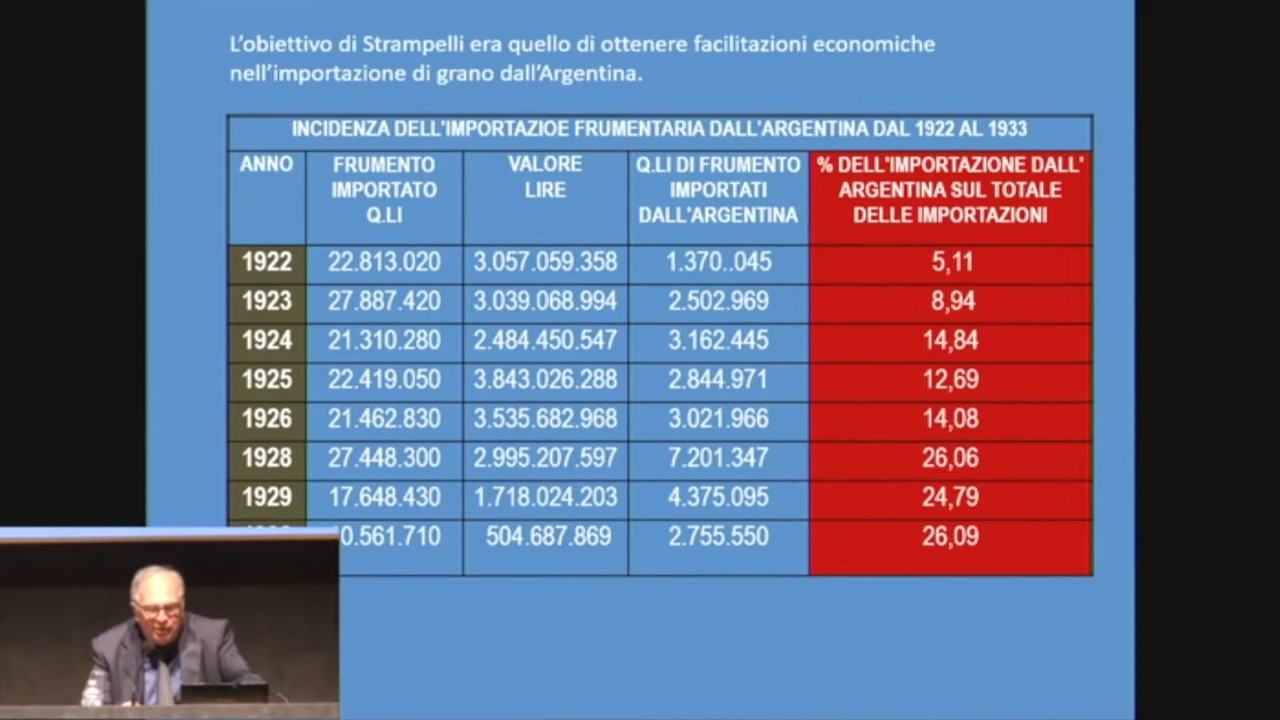 L'obiettivo di Strampelli era quello di ottenere facilitazioni economiche
nell'importazione di grano dall'Argentina.
INCIDENZA DELL'IMPORTAZIOE FRUMENTARIA DALL'ARGENTINA DAL 1922 AL 1933
ANNO FRUMENTO IMPORTATO Q.LI VALORE LIRE Q.LI DI FRUMENTO IMPORTATI DALL'ARGENTINA % DELL'IMPORTAZIONE DALL' ARGENTINA SUL TOTALE DELLE IMPORTAZIONI
1922 22.813.020 3.057.059.358 1.370..045 5,11
1923 27.887.420 3.039.068.994 2.502.969 8,94
1924 21.310.280 2.484.450.547 3.162.445 14,84
1925 22.419.050 3.843.026.288 2.844.971 12,69
1926 21.462.830 3.535.682.968 3.021.966 14,08
1928 27.448.300 2.995.207.597 7.201.347 26,06
1929 17.648.430 1.718.024.203 4.375.095 24,79
0.561.710 504.687.869 2.755.550 26,09